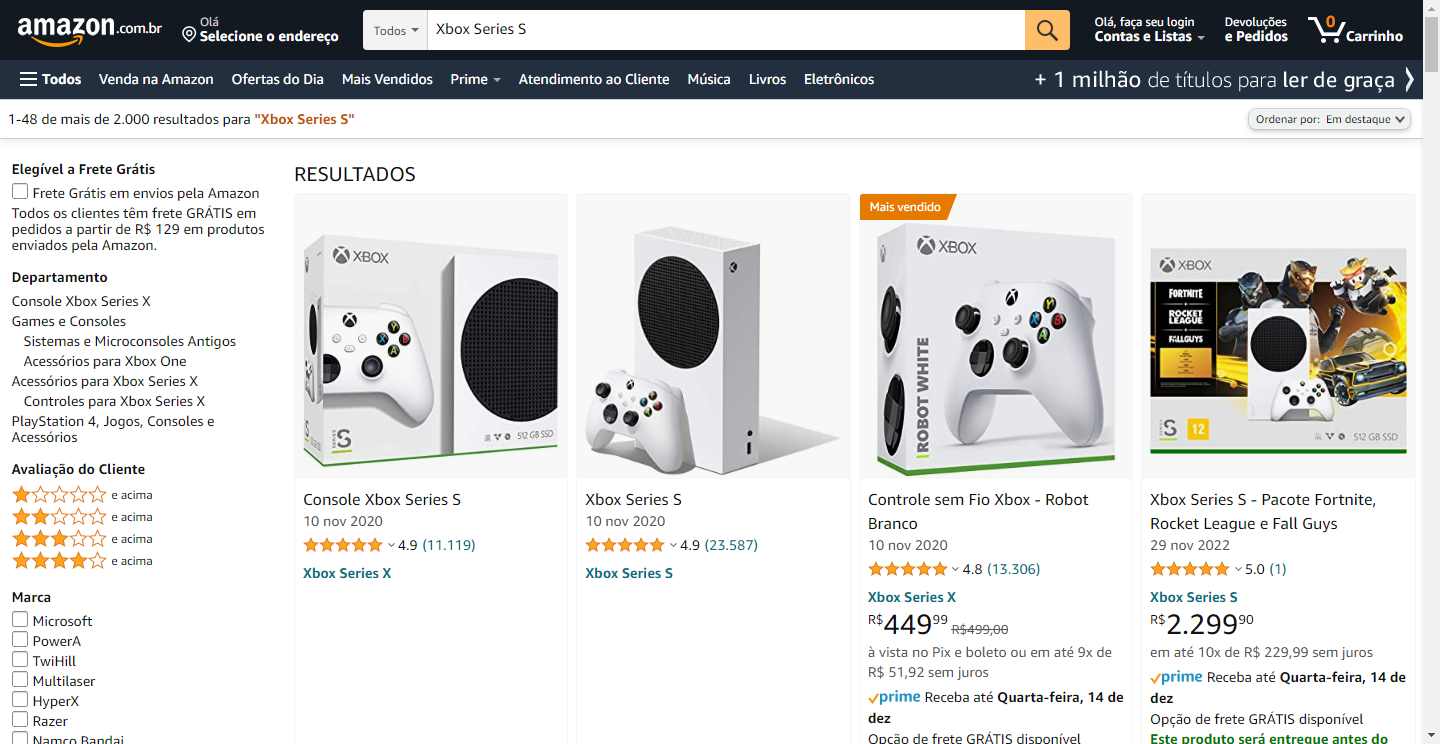 amazon.com.br
Olá
Selecione o endereço
Todos
Xbox Series S
Olá, faça seu login
Contas e Listas
Devoluções
e Pedidos
0
Carrinho
Todos
Venda na Amazon
Ofertas do Dia
Mais Vendidos
Prime
Atendimento ao Cliente
Música
Livros
Eletrônicos
+ 1 milhão de títulos para ler de graça
1-48 de mais de 2.000 resultados para "Xbox Series S"
Ordenar por: Em destaque
Elegível a Frete Grátis
Frete Grátis em envios pela Amazon
Todos os clientes têm frete GRÁTIS em
pedidos a partir de R$ 129 em produtos
enviados pela Amazon.
Departamento
Console Xbox Series X
Games e Consoles
Sistemas e Microconsoles Antigos
Acessórios para Xbox One
Acessórios para Xbox Series X
Controles para Xbox Series X
PlayStation 4, Jogos, Consoles e
Acessórios
Avaliação do Cliente
e acima
e acima
e acima
e acima
Marca
Microsoft
PowerA
TwiHill
Multilaser
HyperX
Razer
Namco Bandai
RESULTADOS
XBOX
X
Y
B
A
SERIES
S
512 GB SSD
Console Xbox Series S
10 nov 2020
4.9 (11.119)
Xbox Series X
Xbox Series S
10 nov 2020
4.9 (23.587)
Xbox Series S
Mais vendido
XBOX
Y
X
B
A
ROBOT WHITE
Controle sem Fio Xbox - Robot
Branco
10 nov 2020
4.8 (13.306)
Xbox Series X
R$44999 R$499,00
à vista no Pix e boleto ou em até 9x de
R$ 51,92 sem juros
prime Receba até Quarta-feira, 14 de
dez
Opção de frete GRÁTIS disponível
XBOX
FORTNITE
ROCKET
LEAGUE
FALL GUYS
SERIES
S
12
512 GB SSD
Xbox Series S - Pacote Fortnite,
Rocket League e Fall Guys
29 nov 2022
5.0 (1)
Xbox Series S
R$2.29990
em até 10x de R$ 229,99 sem juros
prime Receba até Quarta-feira, 14 de
dez
Opção de frete GRÁTIS disponível
Este produto será entregue antes do